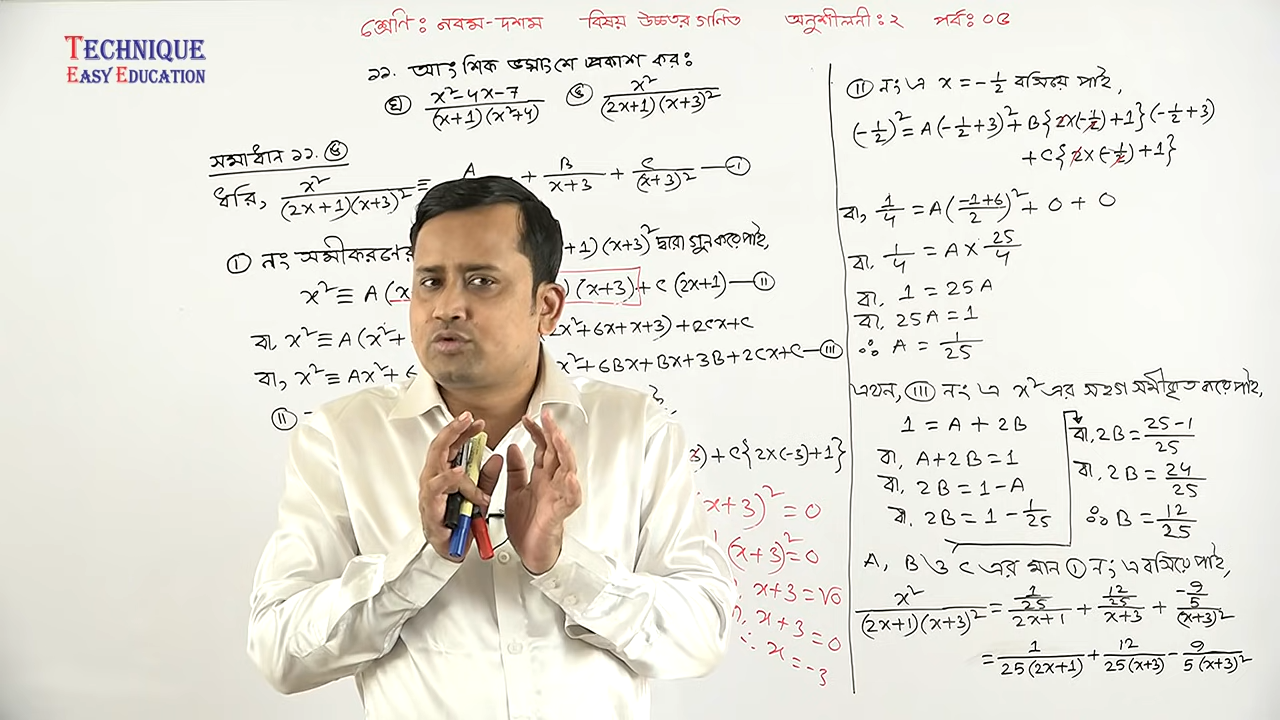 TECHNIQUE
EASY EDUCATION
শ্রেণি: নবম-দশম বিষয় উচ্চতর গণিত অনুশীলনী: ২ পর্ব: ০৫
১১. আংশিক ভগ্নাংশে প্রকাশ কর:
(ঘ) (x²-4x-7)/((x+1)(x²+4)) (ঙ) x²/((2x+1)(x+3)²)
সমাধান ১১. (ঙ)
ধরি, x²/((2x+1)(x+3)²) ≡ A + B/(x+3) + C/(x+3)² — (I)
(I) নং সমীকরণের +1)(x+3)² দ্বারা গুন করে পাই,
x² ≡ A(x )(x+3) + C(2x+1) — (II)
বা, x² ≡ A(x²+ 2x²+6x+x+3) + 2Cx+C
বা, x² ≡ Ax²+6 x²+6Bx+Bx+3B+2Cx+C — (III)
(II)
3) + C{2×(-3)+1}
(x+3)² = 0
(x+3)² = 0
x+3 = √0
x+3 = 0
∴ x = -3
(II) নং এ x = -1/2 বসিয়ে পাই,
(-1/2)² = A(-1/2+3)² + B{2×(-1/2)+1}(-1/2+3)
+ C{2×(-1/2)+1}
বা, 1/4 = A((-1+6)/2)² + 0 + 0
বা, 1/4 = A × 25/4
বা, 1 = 25A
বা, 25A = 1
∴ A = 1/25
এখন, (III) নং এ x² এর সহগ সমীকৃত করে পাই,
1 = A + 2B
বা, A+2B = 1
বা, 2B = 1-A
বা, 2B = 1 - 1/25
বা, 2B = (25-1)/25
বা, 2B = 24/25
∴ B = 12/25
A, B ও C এর মান (I) নং এ বসিয়ে পাই,
x²/((2x+1)(x+3)²) = (1/25)/(2x+1) + (12/25)/(x+3) + (-9/5)/(x+3)²
= 1/(25(2x+1)) + 12/(25(x+3)) - 9/(5(x+3)²)